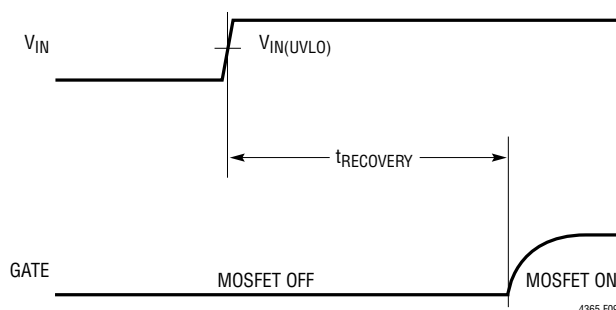 VIN
VIN(UVLO)
tRECOVERY
GATE
MOSFET OFF
MOSFET ON